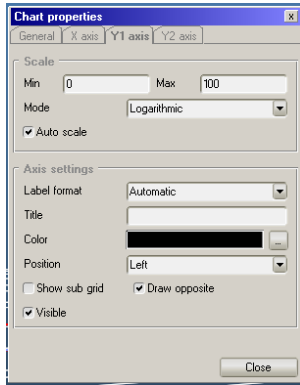 Chart properties x
General X axis Y1 axis Y2 axis
Scale
Min 0 Max 100
Mode Logarithmic
Auto scale
Axis settings
Label format Automatic
Title
Color ...
Position Left
Show sub grid Draw opposite
Visible
Close